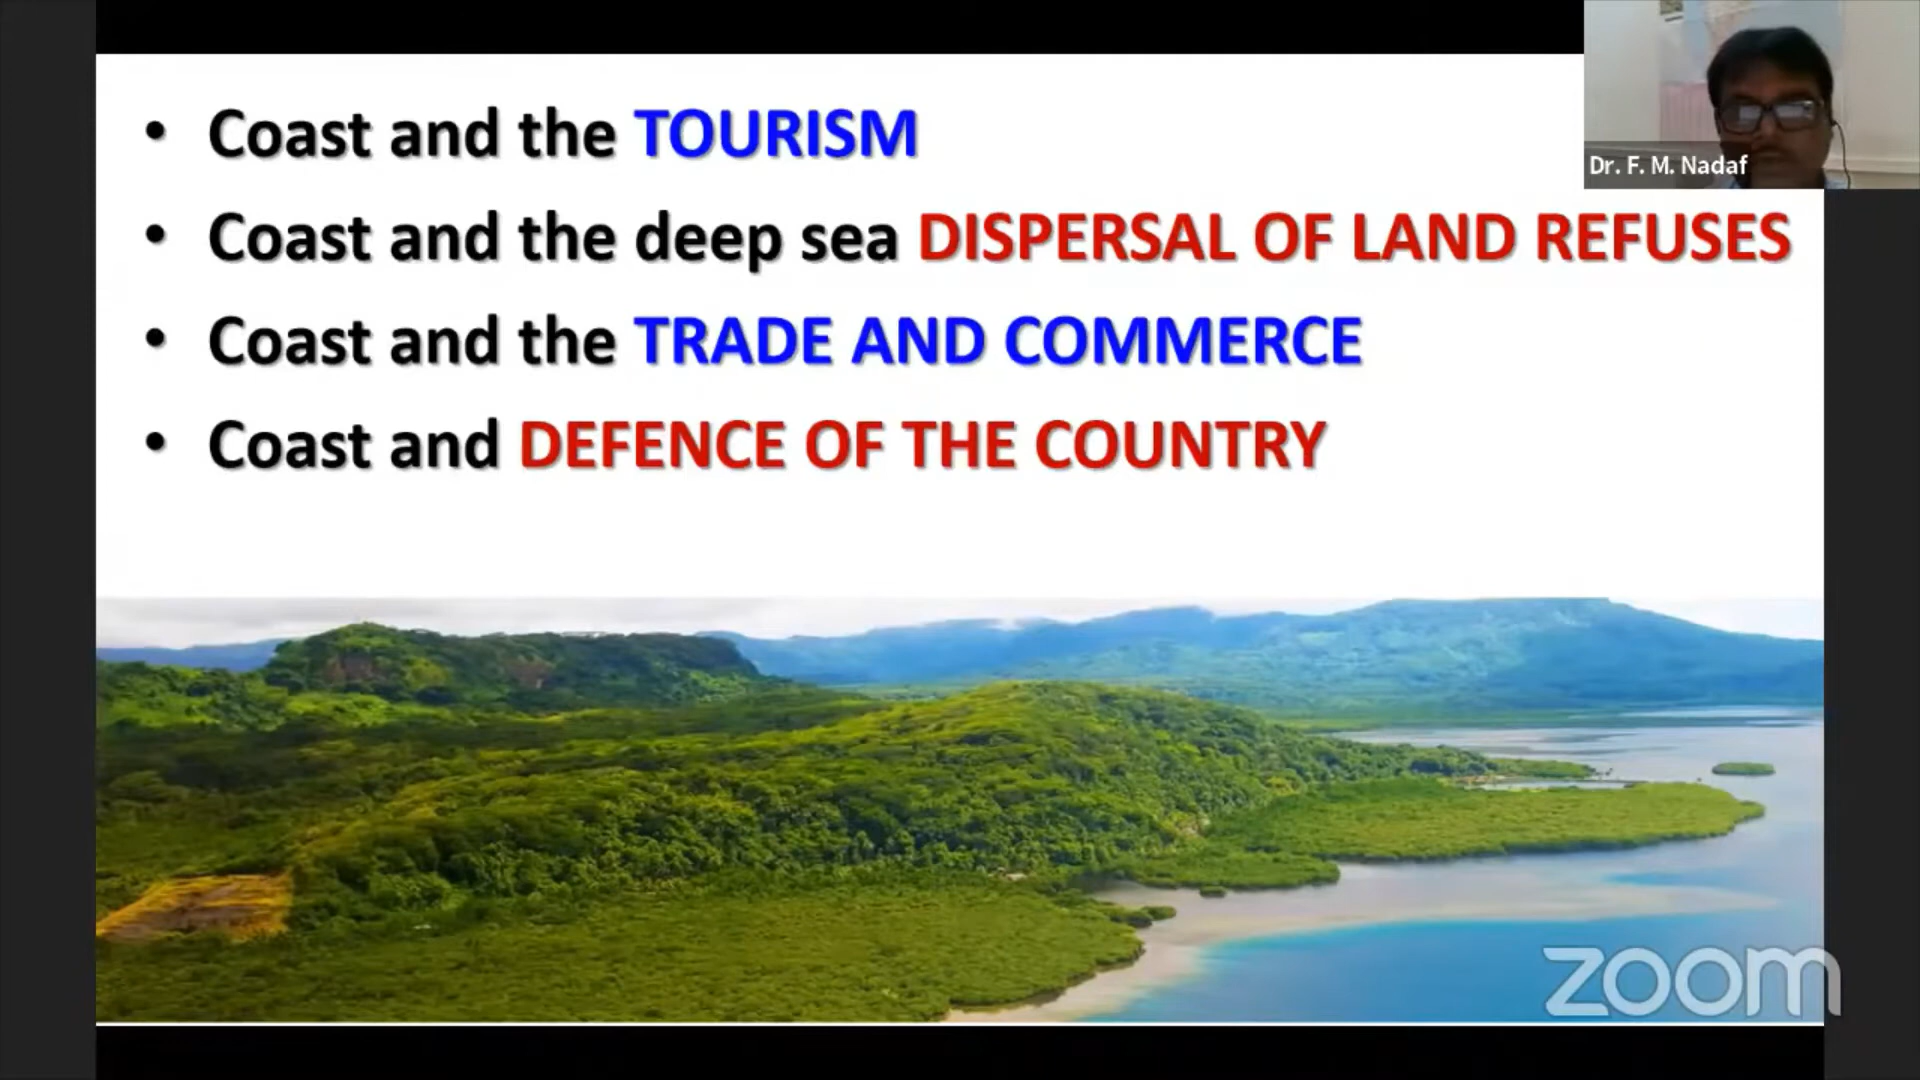 • Coast and the TOURISM
Dr. F. M. Nadaf
• Coast and the deep sea DISPERSAL OF LAND REFUSES
• Coast and the TRADE AND COMMERCE
• Coast and DEFENCE OF THE COUNTRY
zoom